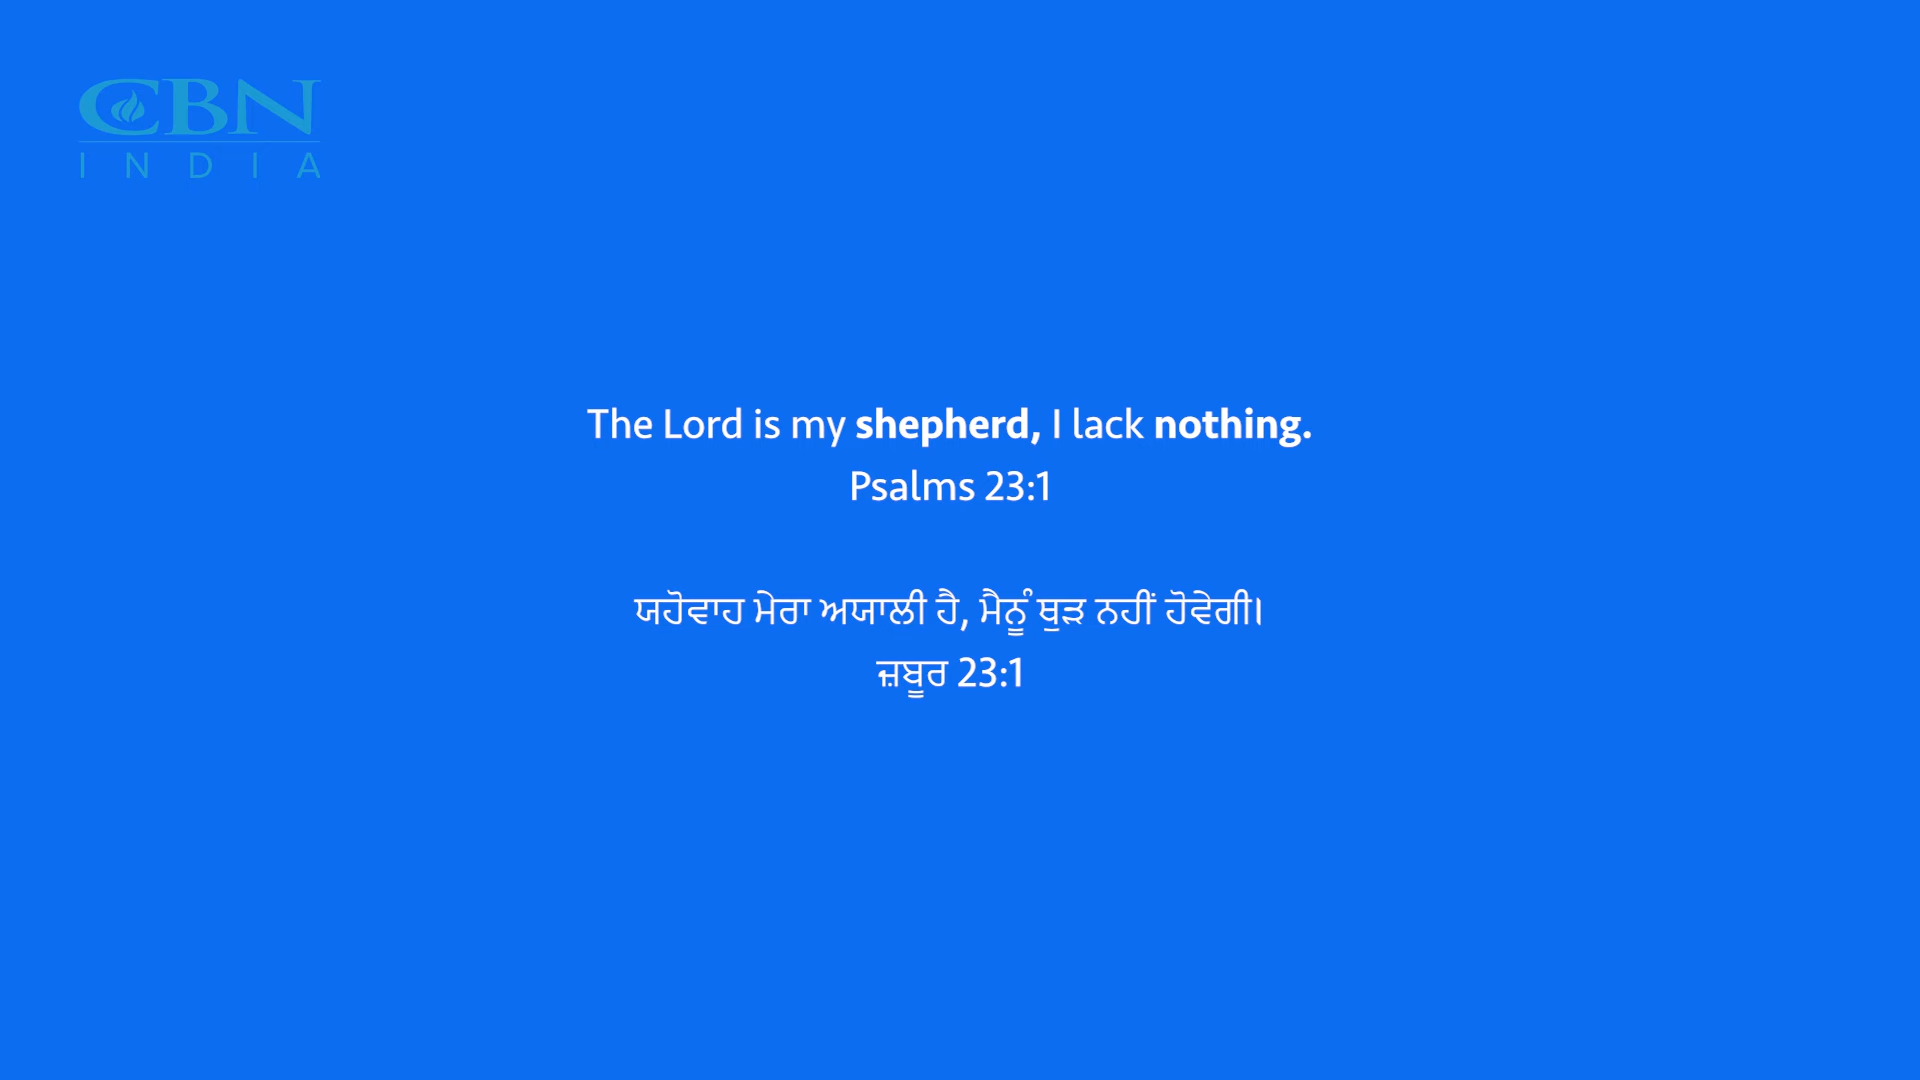 CBN
INDIA
The Lord is my shepherd, I lack nothing.
Psalms 23:1
ਯਹੋਵਾਹ ਮੇਰਾ ਅਯਾਲੀ ਹੈ, ਮੈਨੂੰ ਥੁੜ ਨਹੀਂ ਹੋਵੇਗੀ।
ਜ਼ਬੂਰ 23:1